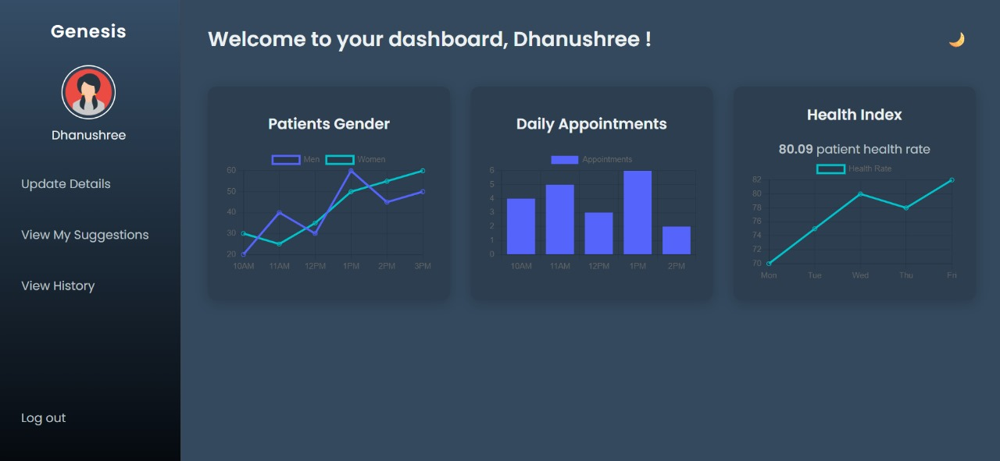 Genesis
Dhanushree
Update Details
View My Suggestions
View History
Log out
Welcome to your dashboard, Dhanushree !
Patients Gender
Men Women
60
50
40
30
20
10AM 11AM 12PM 1PM 2PM 3PM
Daily Appointments
Appointments
6
5
4
3
2
1
0
10AM 11AM 12PM 1PM 2PM
Health Index
80.09 patient health rate
Health Rate
82
80
78
76
74
72
70
Mon Tue Wed Thu Fri